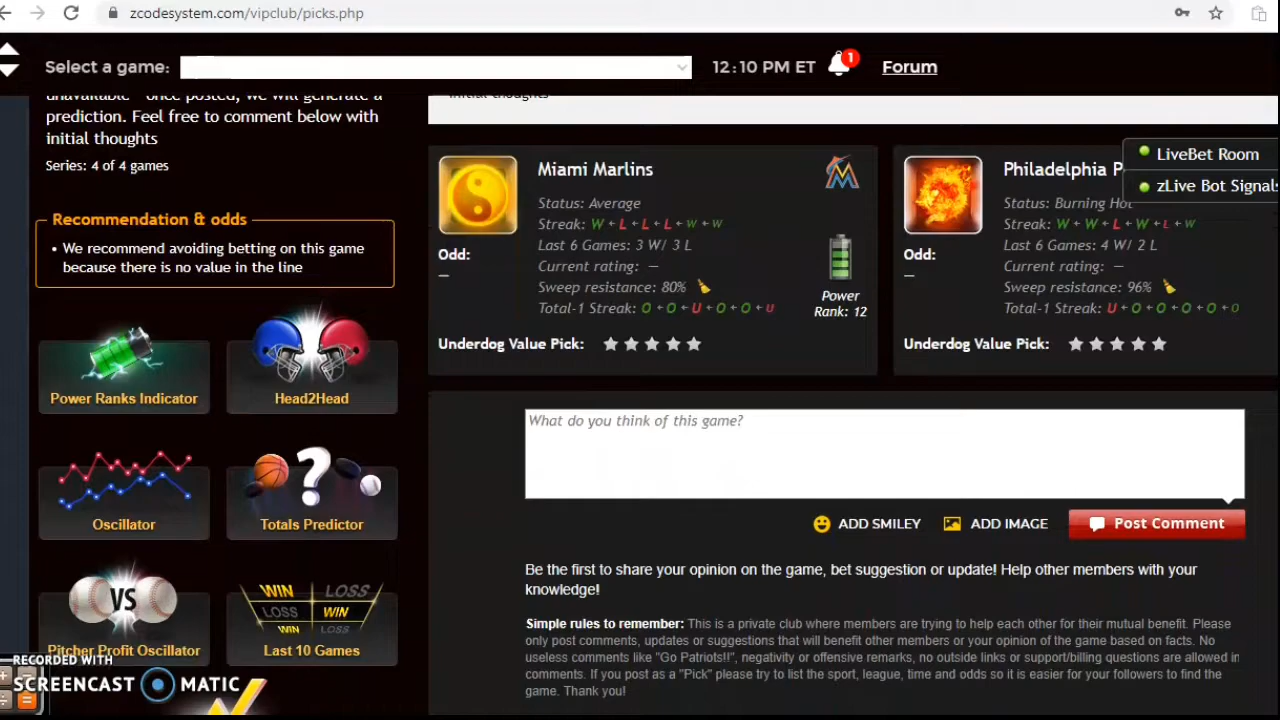 zcodesystem.com/vipclub/picks.php
Select a game:
12:10 PM ET
1
Forum
unavailable - once posted, we will generate a
prediction. Feel free to comment below with
initial thoughts
Series: 4 of 4 games
Recommendation & odds
• We recommend avoiding betting on this game
because there is no value in the line
Power Ranks Indicator
Head2Head
?
Oscillator
Totals Predictor
VS
WIN LOSS
LOSS WIN
WIN LOSS
Pitcher Profit Oscillator
Last 10 Games
RECORDED WITH
SCREENCAST MATIC
initial thoughts
Miami Marlins
M
Status: Average
Streak: W L L L W W
Last 6 Games: 3 W/ 3 L
Odd:
—
Current rating: —
Sweep resistance: 80%
Total-1 Streak: O O U O O U
Power
Rank: 12
Underdog Value Pick:
Philadelphia P
Status: Burning Hot
Streak: W W L W L W
Last 6 Games: 4 W/ 2 L
Odd:
—
Current rating: —
Sweep resistance: 96%
Total-1 Streak: U O O O O O
Underdog Value Pick:
LiveBet Room
zLive Bot Signals
What do you think of this game?
ADD SMILEY
ADD IMAGE
Post Comment
Be the first to share your opinion on the game, bet suggestion or update! Help other members with your
knowledge!
Simple rules to remember: This is a private club where members are trying to help each other for their mutual benefit. Please
only post comments, updates or suggestions that will benefit other members or your opinion of the game based on facts. No
useless comments like "Go Patriots!!", negativity or offensive remarks, no outside links or support/billing questions are allowed in
comments. If you post as a "Pick" please try to list the sport, league, time and odds so it is easier for your followers to find the
game. Thank you!